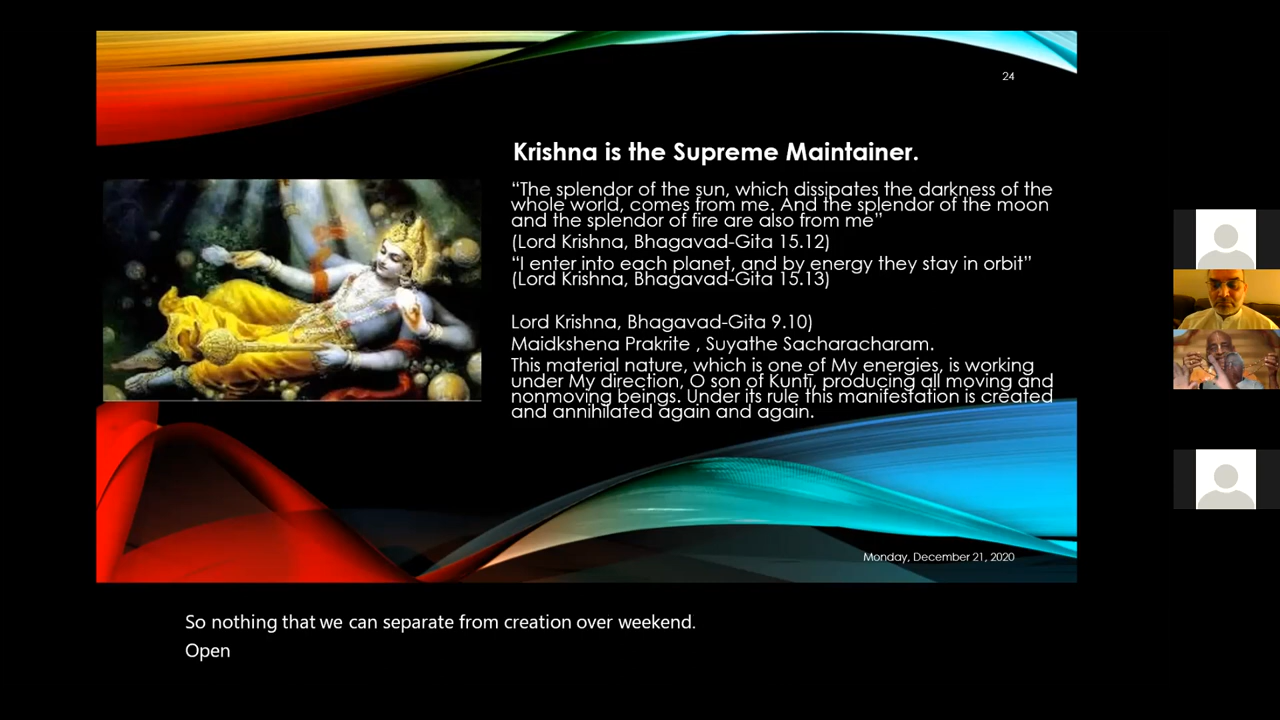 24
Krishna is the Supreme Maintainer.
“The splendor of the sun, which dissipates the darkness of the
whole world, comes from me. And the splendor of the moon
and the splendor of fire are also from me”
(Lord Krishna, Bhagavad-Gita 15.12)
“I enter into each planet, and by energy they stay in orbit”
(Lord Krishna, Bhagavad-Gita 15.13)
Lord Krishna, Bhagavad-Gita 9.10)
Maidkshena Prakrite , Suyathe Sacharacharam.
This material nature, which is one of My energies, is working
under My direction, O son of Kunti, producing all moving and
nonmoving beings. Under its rule this manifestation is created
and annihilated again and again.
Monday, December 21, 2020
So nothing that we can separate from creation over weekend.
Open